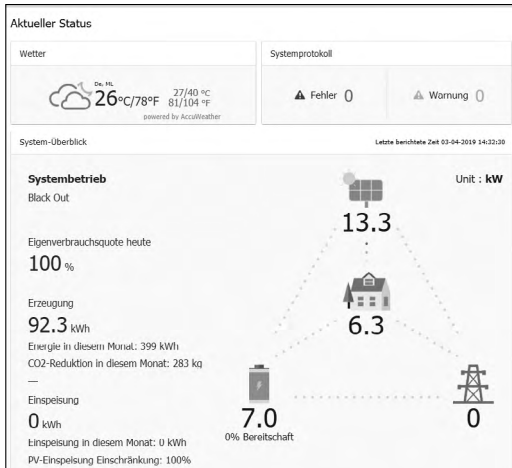 Aktueller Status
Wetter
De, ML
26°C/78°F
27/40 °C
81/104 °F
powered by AccuWeather
Systemprotokoll
Fehler 0
Warnung 0
System-Überblick
Letzte berichtete Zeit 03-04-2019 14:32:30
Systembetrieb
Black Out
Unit : kW
13.3
Eigenverbrauchsquote heute
100 %
6.3
Erzeugung
92.3 kWh
Energie in diesem Monat: 399 kWh
CO2-Reduktion in diesem Monat: 283 kg
—
Einspeisung
0 kWh
Einspeisung in diesem Monat: 0 kWh
PV-Einspeisung Einschränkung: 100%
7.0
0% Bereitschaft
0